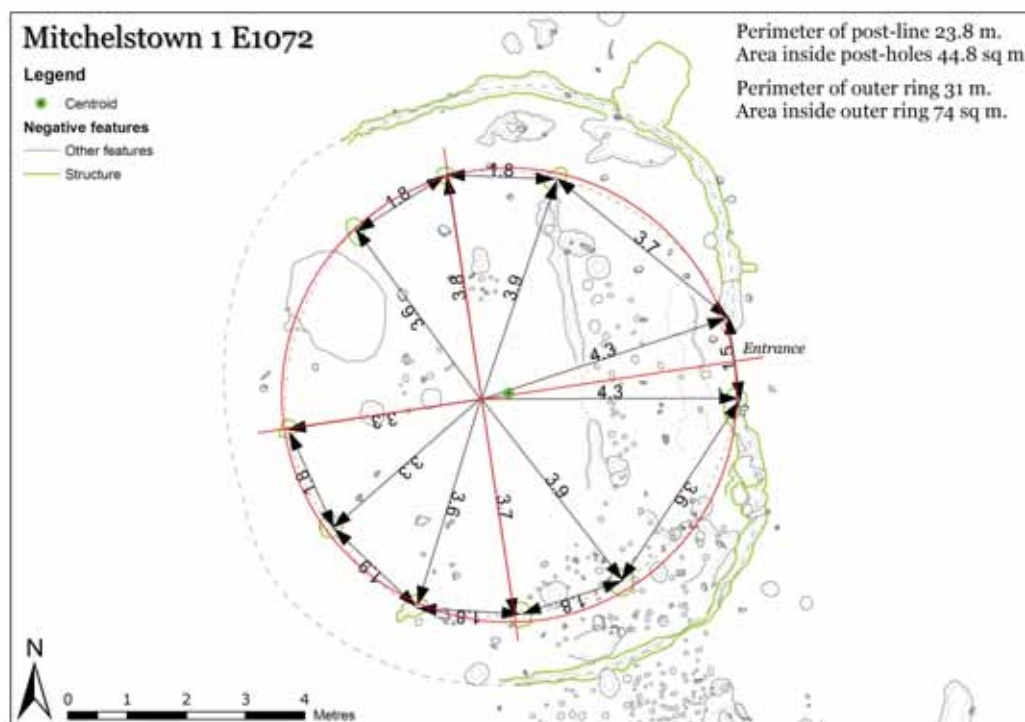 Mitchelstown 1 E1072
Perimeter of post-line 23.8 m.
Area inside post-holes 44.8 sq m
Perimeter of outer ring 31 m.
Area inside outer ring 74 sq m.
Legend
Centroid
Negative features
Other features
Structure
1.8
1.8
3.7
3.8
3.9
3.6
4.3
1.5
Entrance
4.3
3.3
3.3
1.8
3.6
3.7
3.9
3.6
1.9
1.8
1.8
N
0 1 2 3 4
Metres